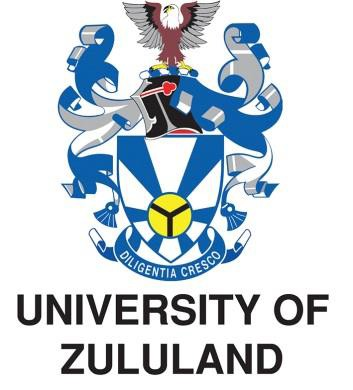 DILIGENTIA CRESCO
UNIVERSITY OF
ZULULAND